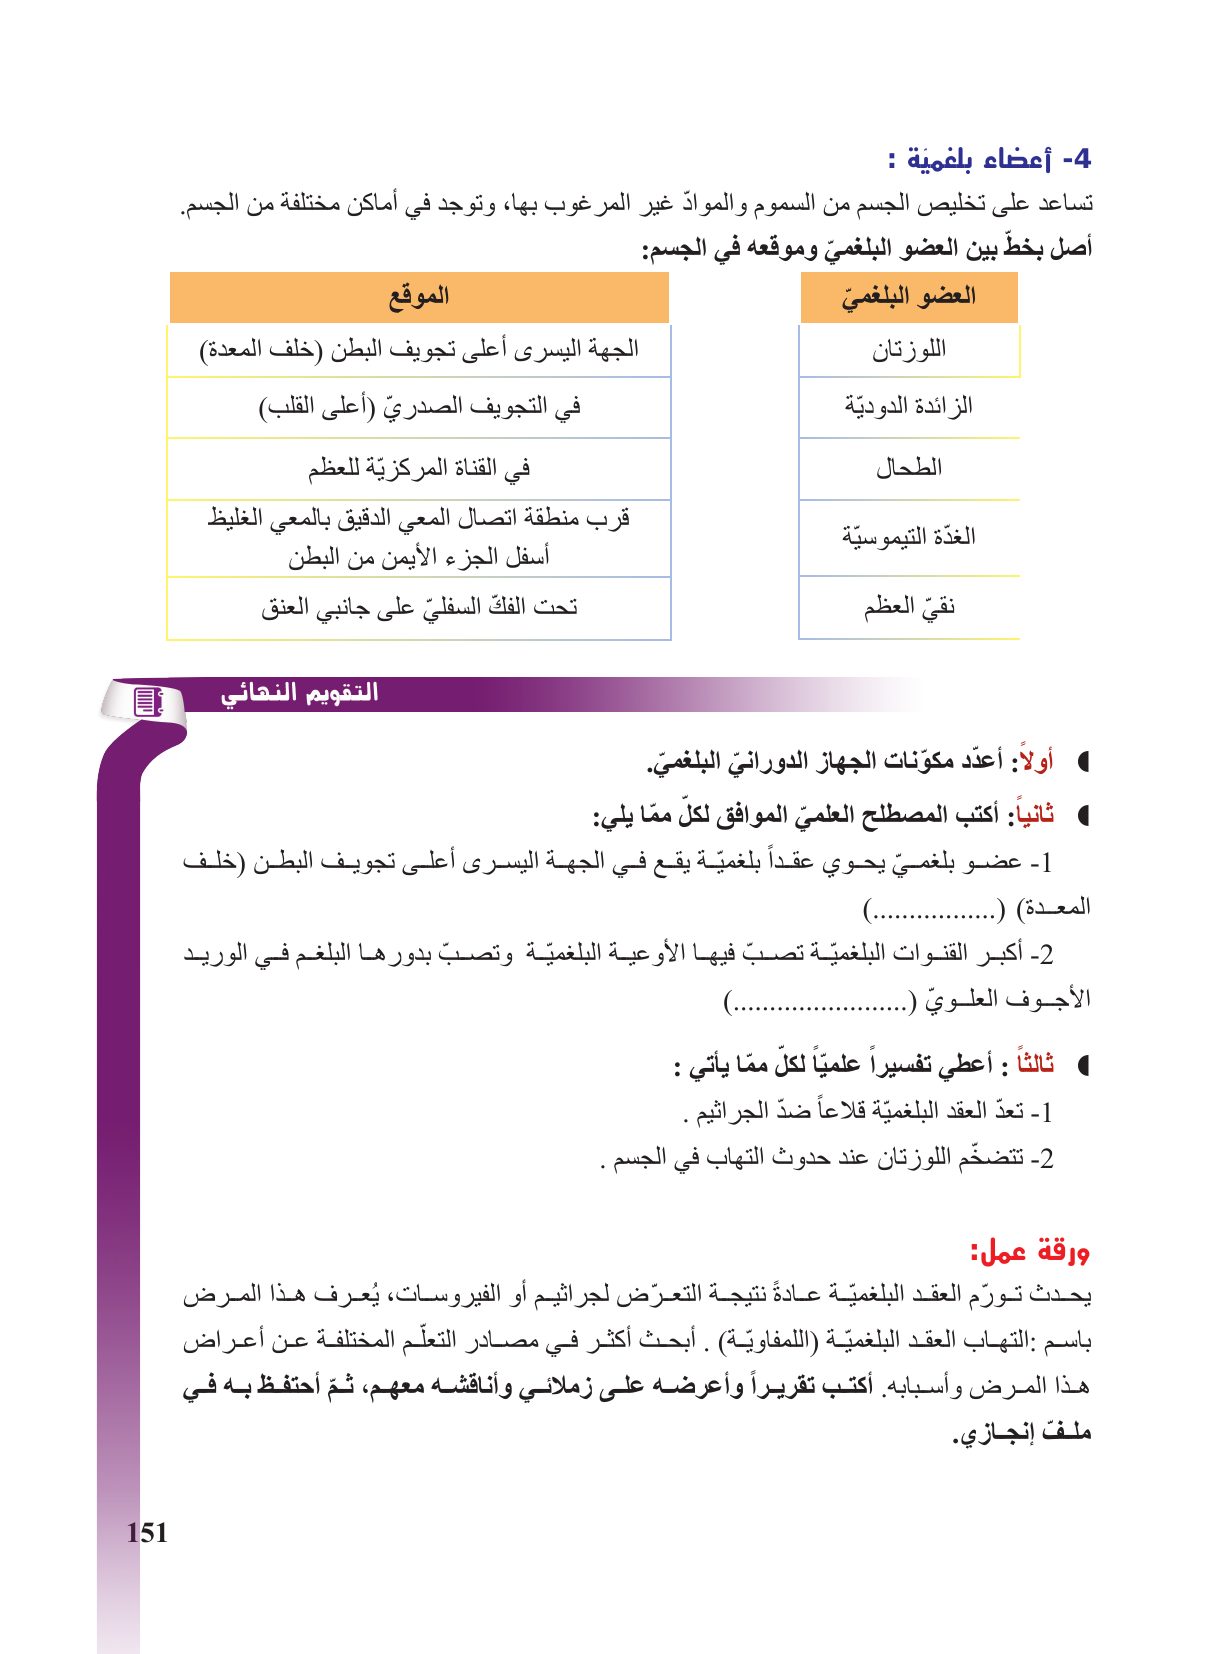 4- أعضاء بلغميّة :
تساعد على تخليص الجسم من السموم والموادّ غير المرغوب بها، وتوجد في أماكن مختلفة من الجسم.
أصل بخطّ بين العضو البلغميّ وموقعه في الجسم:
العضو البلغميّ
اللوزتان
الزائدة الدوديّة
الطحال
الغدّة التيموسيّة
نقيّ العظم
الموقع
الجهة اليسرى أعلى تجويف البطن (خلف المعدة)
في التجويف الصدريّ (أعلى القلب)
في القناة المركزيّة للعظم
قرب منطقة اتصال المعي الدقيق بالمعي الغليظ
أسفل الجزء الأيمن من البطن
تحت الفكّ السفليّ على جانبي العنق
التقويم النهائي
أولاً: أعدّد مكوّنات الجهاز الدورانيّ البلغميّ.
ثانياً: أكتب المصطلح العلميّ الموافق لكلّ ممّا يلي:
1- عضو بلغميّ يحوي عقداً بلغميّة يقع في الجهة اليسرى أعلى تجويف البطن (خلف
المعدة) (.................)
2- أكبر القنوات البلغميّة تصبّ فيها الأوعية البلغميّة وتصبّ بدورها البلغم في الوريد
الأجوف العلويّ (........................)
ثالثاً : أعطي تفسيراً علميّاً لكلّ ممّا يأتي :
1- تعدّ العقد البلغميّة قلاعاً ضدّ الجراثيم .
2- تتضخّم اللوزتان عند حدوث التهاب في الجسم .
ورقة عمل:
يحدث تورّم العقد البلغميّة عادةً نتيجة التعرّض لجراثيم أو الفيروسات، يُعرف هذا المرض
باسم :التهاب العقد البلغميّة (اللمفاويّة) . أبحث أكثر في مصادر التعلّم المختلفة عن أعراض
هذا المرض وأسبابه. أكتب تقريراً وأعرضه على زملائي وأناقشه معهم، ثمّ أحتفظ به في
ملفّ إنجازي.
151